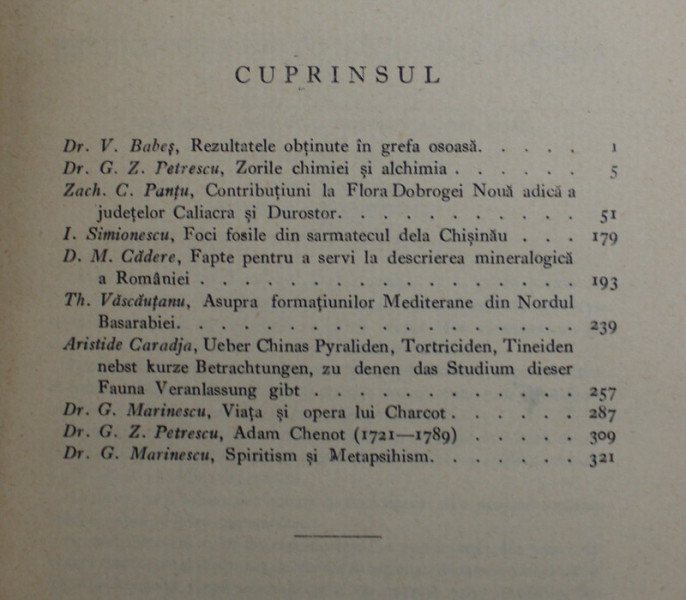 CUPRINSUL
Dr. V. Babeş, Rezultatele obţinute în grefa osoasă. . . . . 1
Dr. G. Z. Petrescu, Zorile chimiei şi alchimia . . . . . . 5
Zach. C. Panţu, Contribuţiuni la Flora Dobrogei Nouă adică a
judeţelor Caliacra şi Durostor. . . . . . . . . . . 51
I. Simionescu, Foci fosile din sarmatecul dela Chişinău . . . 179
D. M. Cădere, Fapte pentru a servi la descrierea mineralogică
a României . . . . . . . . . . . . . . . . . 193
Th. Văscăuţanu, Asupra formaţiunilor Mediterane din Nordul
Basarabiei. . . . . . . . . . . . . . . . . . 239
Aristide Caradja, Ueber Chinas Pyraliden, Tortriciden, Tineiden
nebst kurze Betrachtungen, zu denen das Studium dieser
Fauna Veranlassung gibt . . . . . . . . . . . . 257
Dr. G. Marinescu, Viaţa şi opera lui Charcot . . . . . . 287
Dr. G. Z. Petrescu, Adam Chenot (1721—1789) . . . . . 309
Dr. G. Marinescu, Spiritism şi Metapsihism. . . . . . . 321